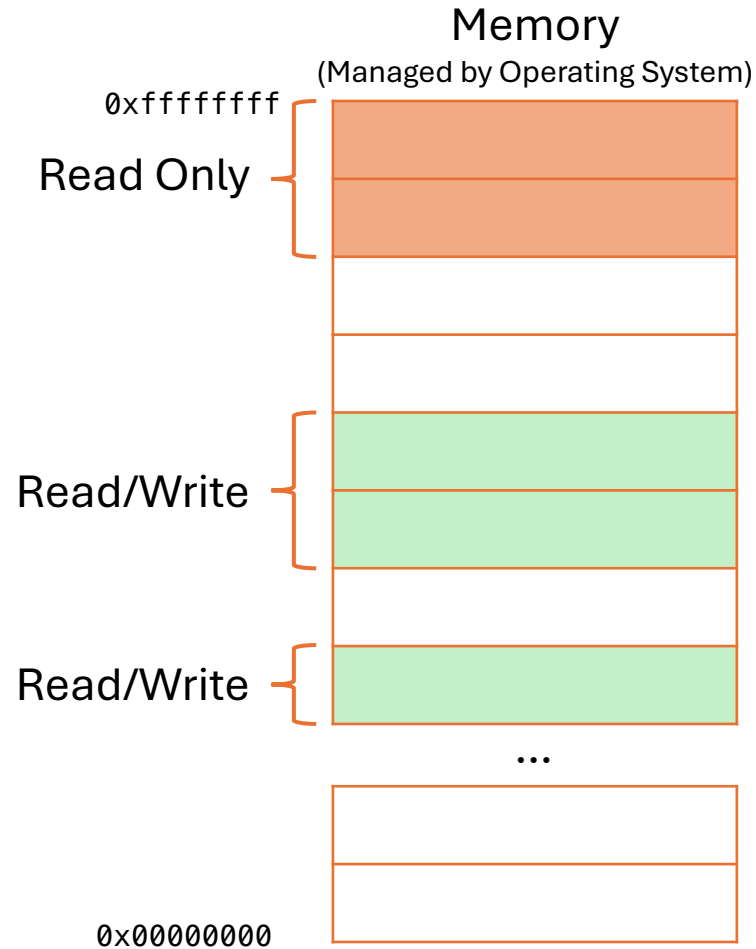 Memory
(Managed by Operating System)
0xffffffff
Read Only
Read/Write
Read/Write
...
0x00000000